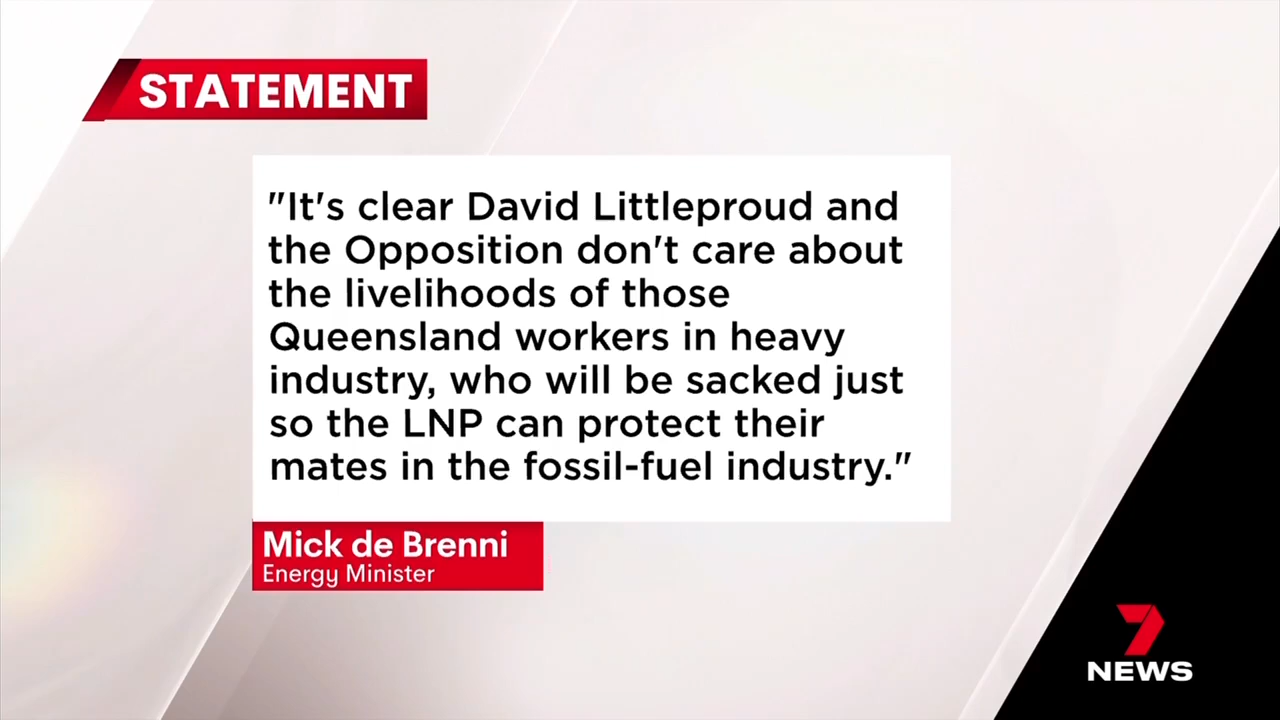 STATEMENT
"It's clear David Littleproud and
the Opposition don't care about
the livelihoods of those
Queensland workers in heavy
industry, who will be sacked just
so the LNP can protect their
mates in the fossil-fuel industry."
Mick de Brenni
Energy Minister
7
NEWS